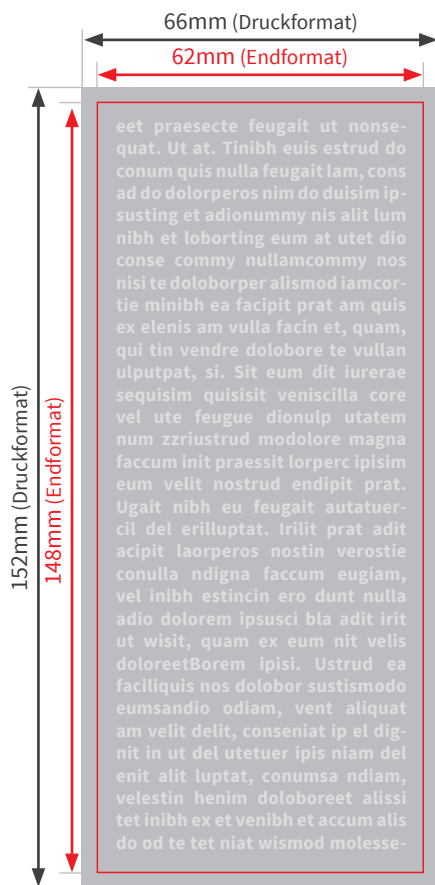 66mm (Druckformat)
62mm (Endformat)
152mm (Druckformat)
148mm (Endformat)
eet praesecte feugait ut nonse-
quat. Ut at. Tinibh euis estrud do
conum quis nulla feugait lam, cons
ad do dolorperos nim do duisim ip-
susting et adionummy nis alit lum
nibh et loborting eum at utet dio
conse commy nullamcommy nos
nisi te doloborper alismod iamcor-
tie minibh ea facipit prat am quis
ex elenis am vulla facin et, quam,
qui tin vendre dolobore te vullan
ulputpat, si. Sit eum dit iurerae
sequisim quisisit veniscilla core
vel ute feugue dionulp utatem
num zzriustrud modolore magna
faccum init praessit lorperc ipisim
eum velit nostrud endipit prat.
Ugait nibh eu feugait autatuer-
cil del erilluptat. Irilit prat adit
acipit laorperos nostin verostie
conulla ndigna faccum eugiam,
vel inibh estincin ero dunt nulla
adio dolorem ipsusci bla adit irit
ut wisit, quam ex eum nit velis
doloreetBorem ipisi. Ustrud ea
faciliquis nos dolobor sustismodo
eumsandio odiam, vent aliquat
am velit delit, conseniat ip el dig-
nit in ut del utetuer ipis niam del
enit alit luptat, conumsa ndiam,
velestin henim doloboreet alissi
tet inibh ex et venibh et accum alis
do od te tet niat wismod molesse-